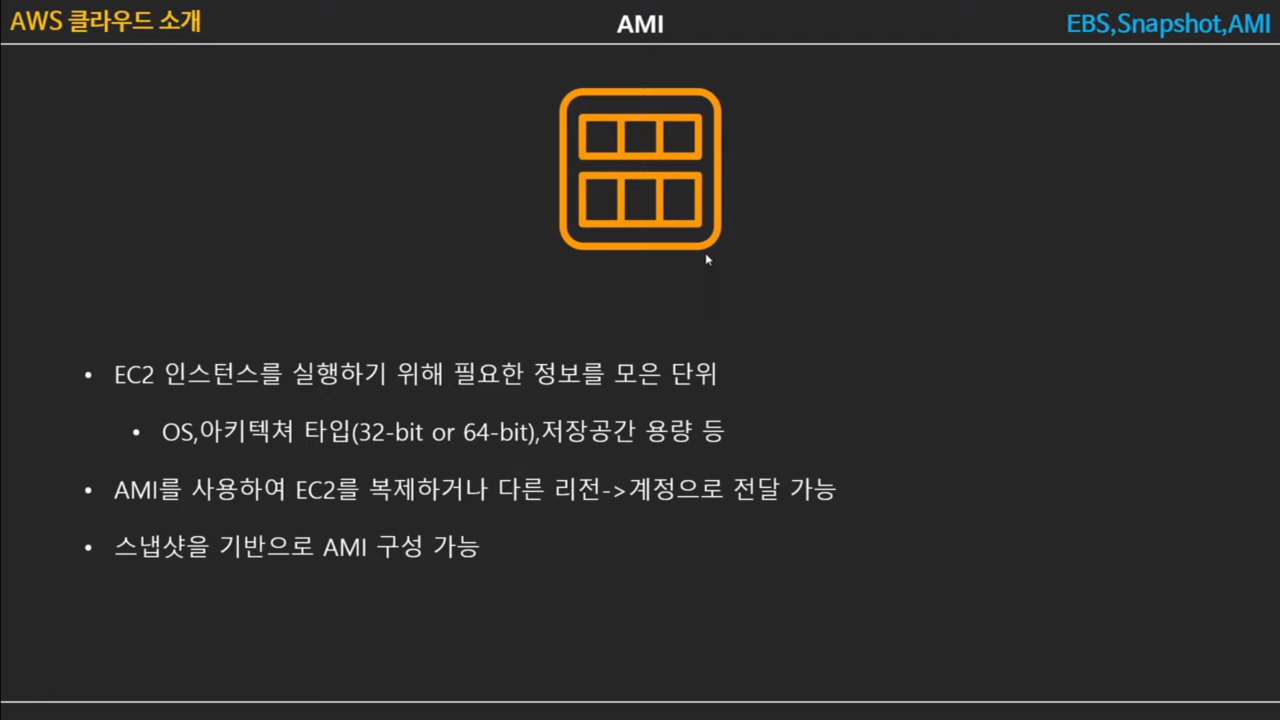 AWS 클라우드 소개
AMI
EBS,Snapshot,AMI
• EC2 인스턴스를 실행하기 위해 필요한 정보를 모은 단위
• OS,아키텍쳐 타입(32-bit or 64-bit),저장공간 용량 등
• AMI를 사용하여 EC2를 복제하거나 다른 리전->계정으로 전달 가능
• 스냅샷을 기반으로 AMI 구성 가능